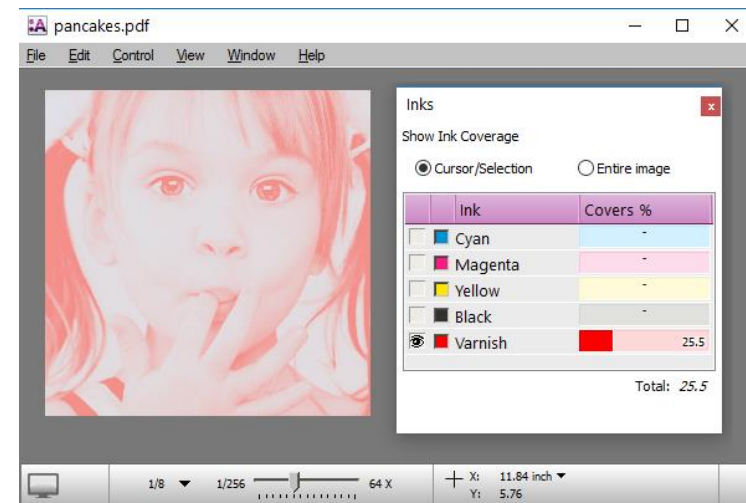 :A pancakes.pdf
File Edit Control View Window Help
Inks
x
Show Ink Coverage
Cursor/Selection Entire image
Ink Covers %
Cyan -
Magenta -
Yellow -
Black -
Varnish 25.5
Total: 25.5
1/8 1/256 64 X X: 11.84 inch
Y: 5.76